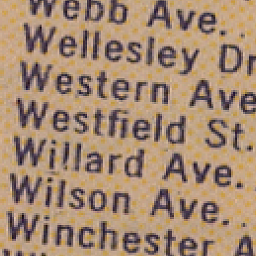 Webb Ave. .
Wellesley Dr
Western Ave
Westfield St.
Willard Ave. .
Wilson Ave. .
Winchester A